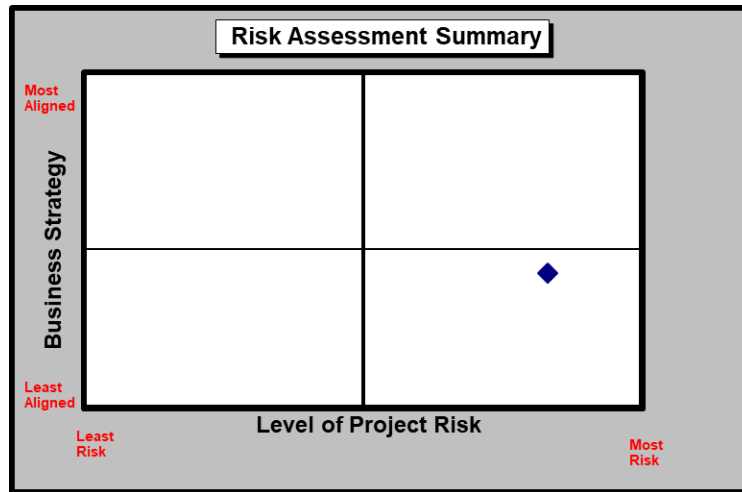 Risk Assessment Summary
Most
Aligned
Business Strategy
Least
Aligned
Level of Project Risk
Least
Risk
Most
Risk